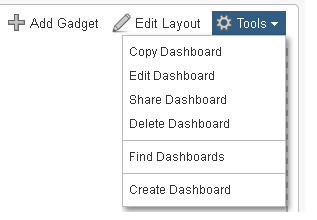 Add Gadget Edit Layout Tools
Copy Dashboard
Edit Dashboard
Share Dashboard
Delete Dashboard
Find Dashboards
Create Dashboard